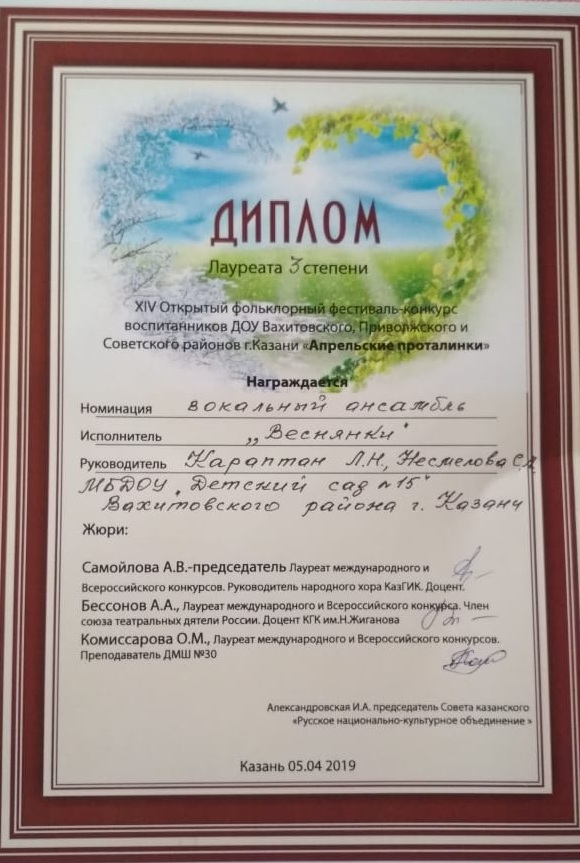 ДИПЛОМ
Лауреата 3 степени
XIV Открытый фольклорный фестиваль-конкурс
воспитанников ДОУ Вахитовского, Приволжского и
Советского районов г.Казани «Апрельские проталинки»
Награждается
Номинация вокальный ансамбль
Исполнитель „Веснянки"
Руководитель Караптан Л.Н., Несмелова С.А.
МБДОУ „Детский сад №15"
Вахитовского района г. Казани
Жюри:
Самойлова А.В.-председатель Лауреат международного и
Всероссийского конкурсов. Руководитель народного хора КазГИК. Доцент.
Бессонов А.А., Лауреат международного и Всероссийского конкурса. Член
союза театральных дятели России. Доцент КГК им.Н.Жиганова
Комиссарова О.М., Лауреат международного и Всероссийского конкурсов.
Преподаватель ДМШ №30
Александровская И.А. председатель Совета казанского
«Русское национально-культурное объединение »
Казань 05.04 2019